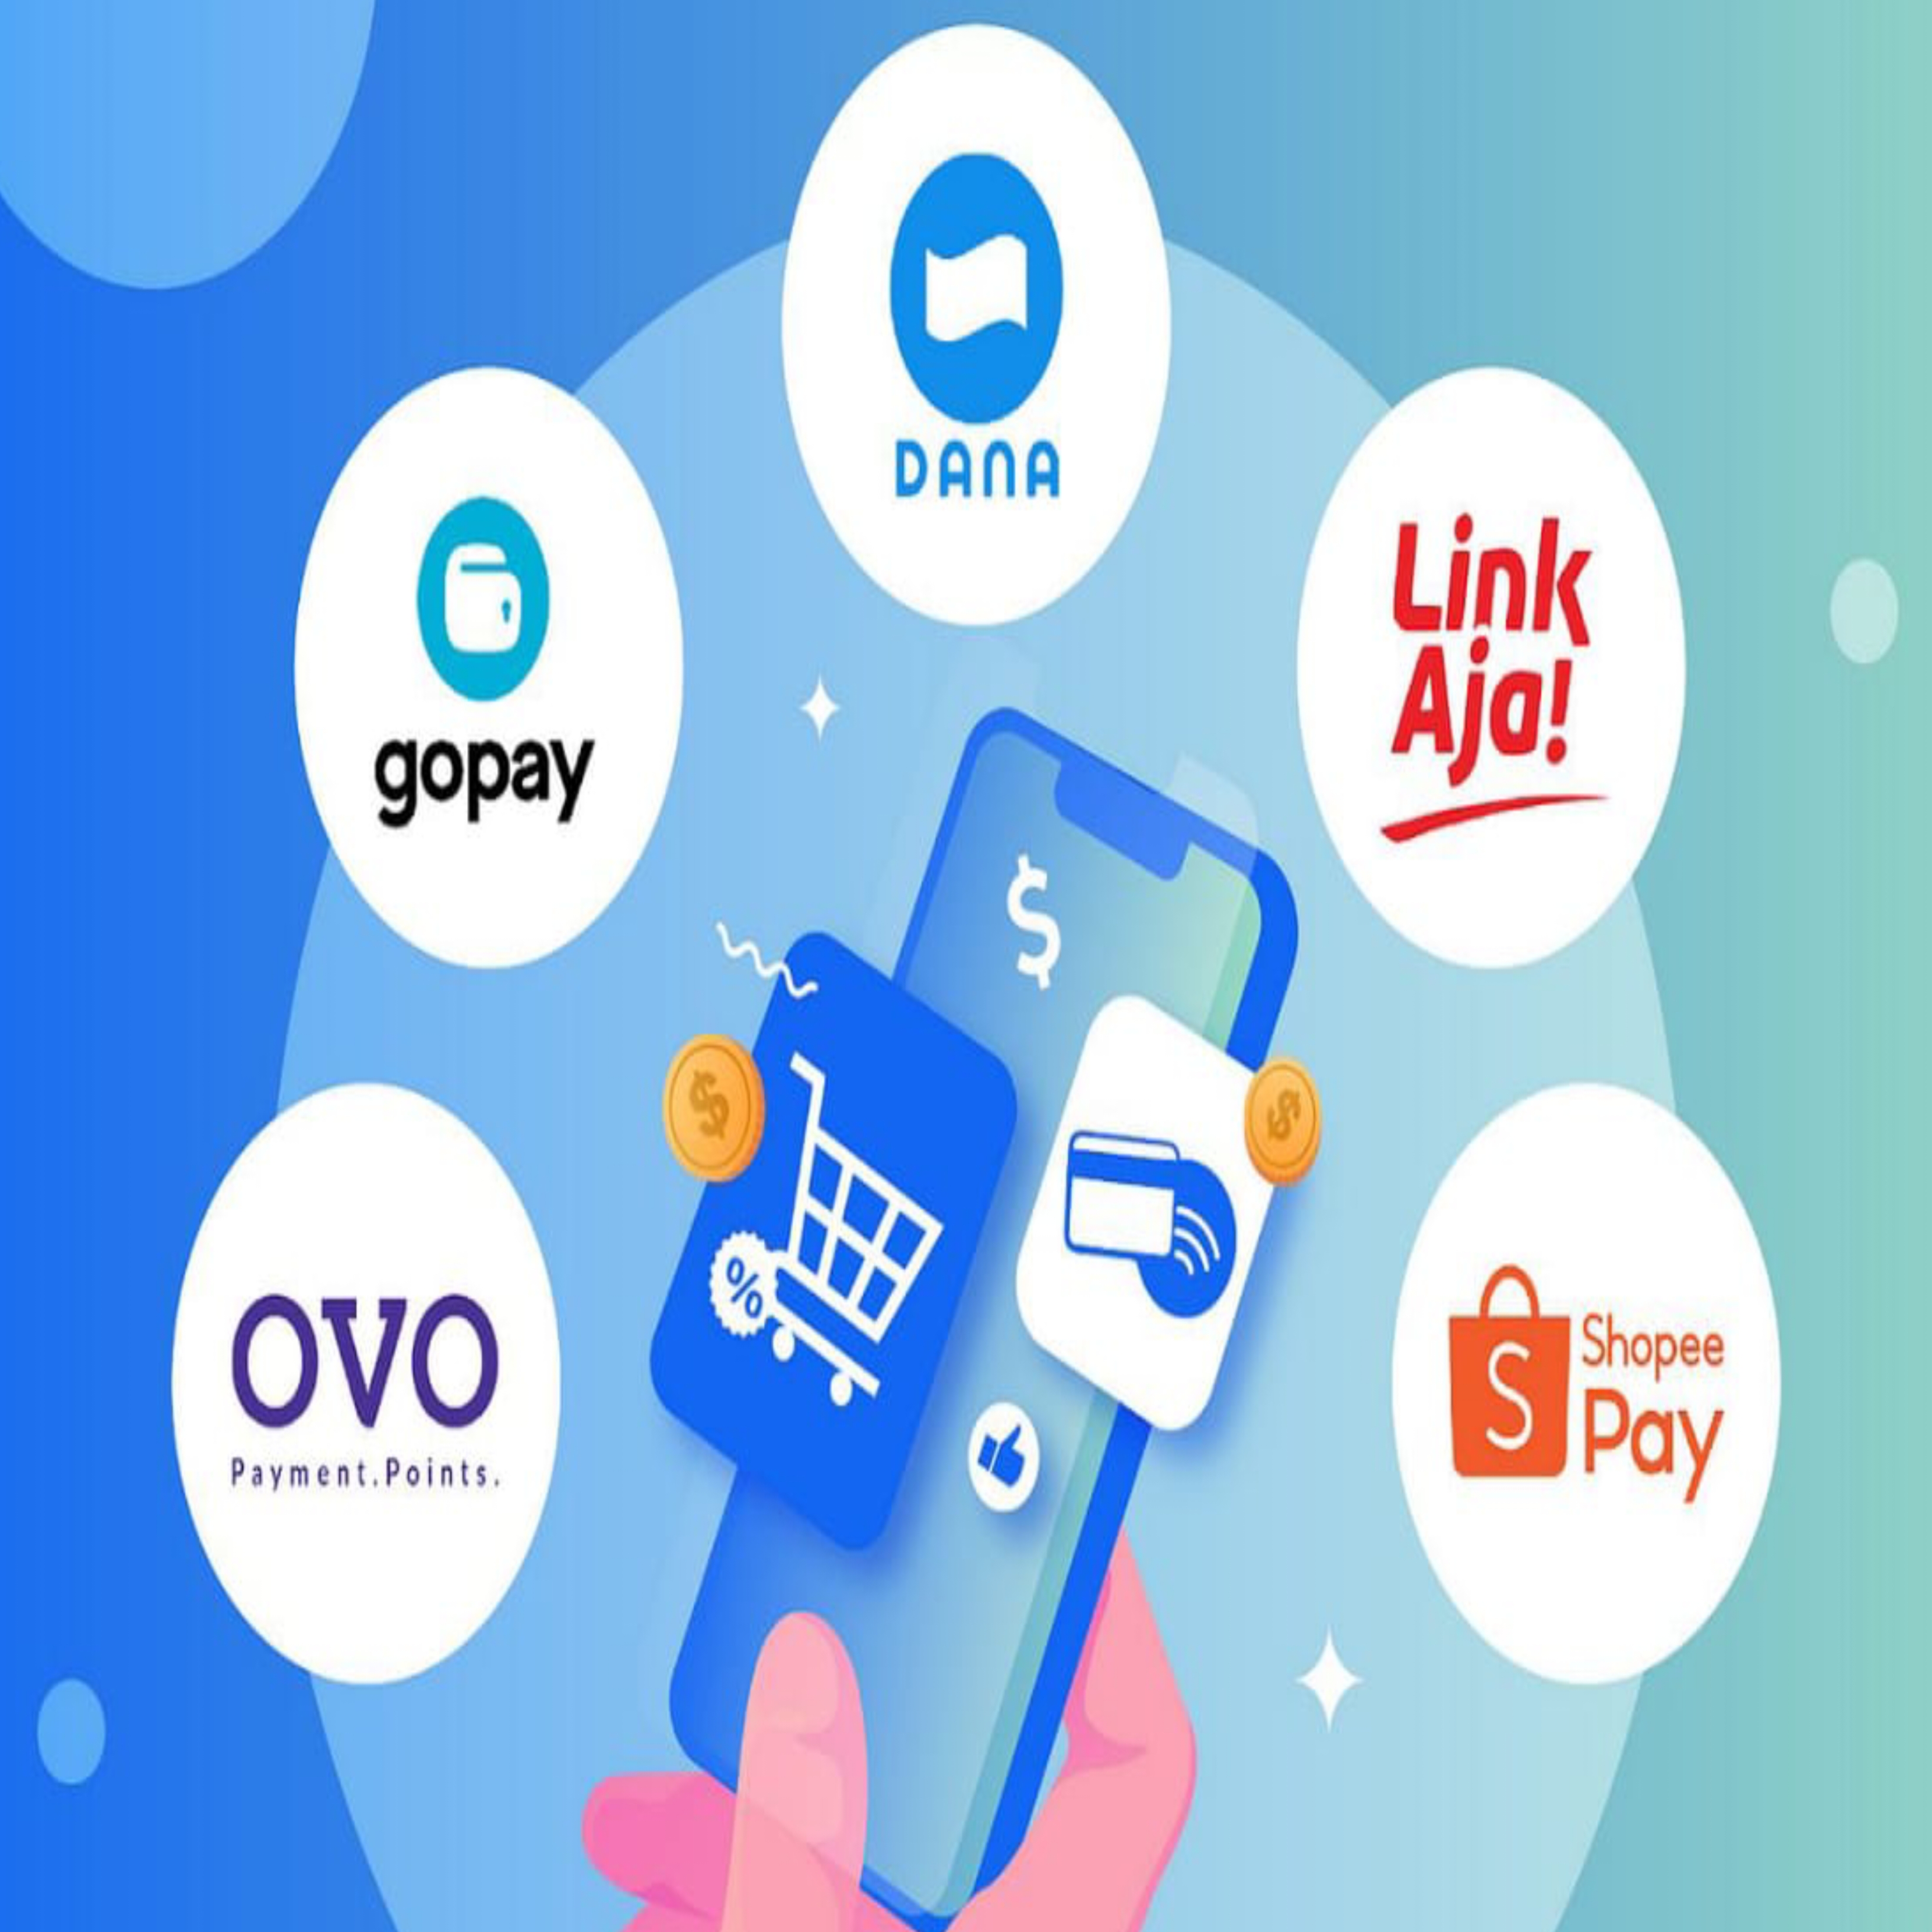 DANA
gopay
Link
Aja!
$
$
$
%
OVO
Payment.Points.
S
Shopee
Pay